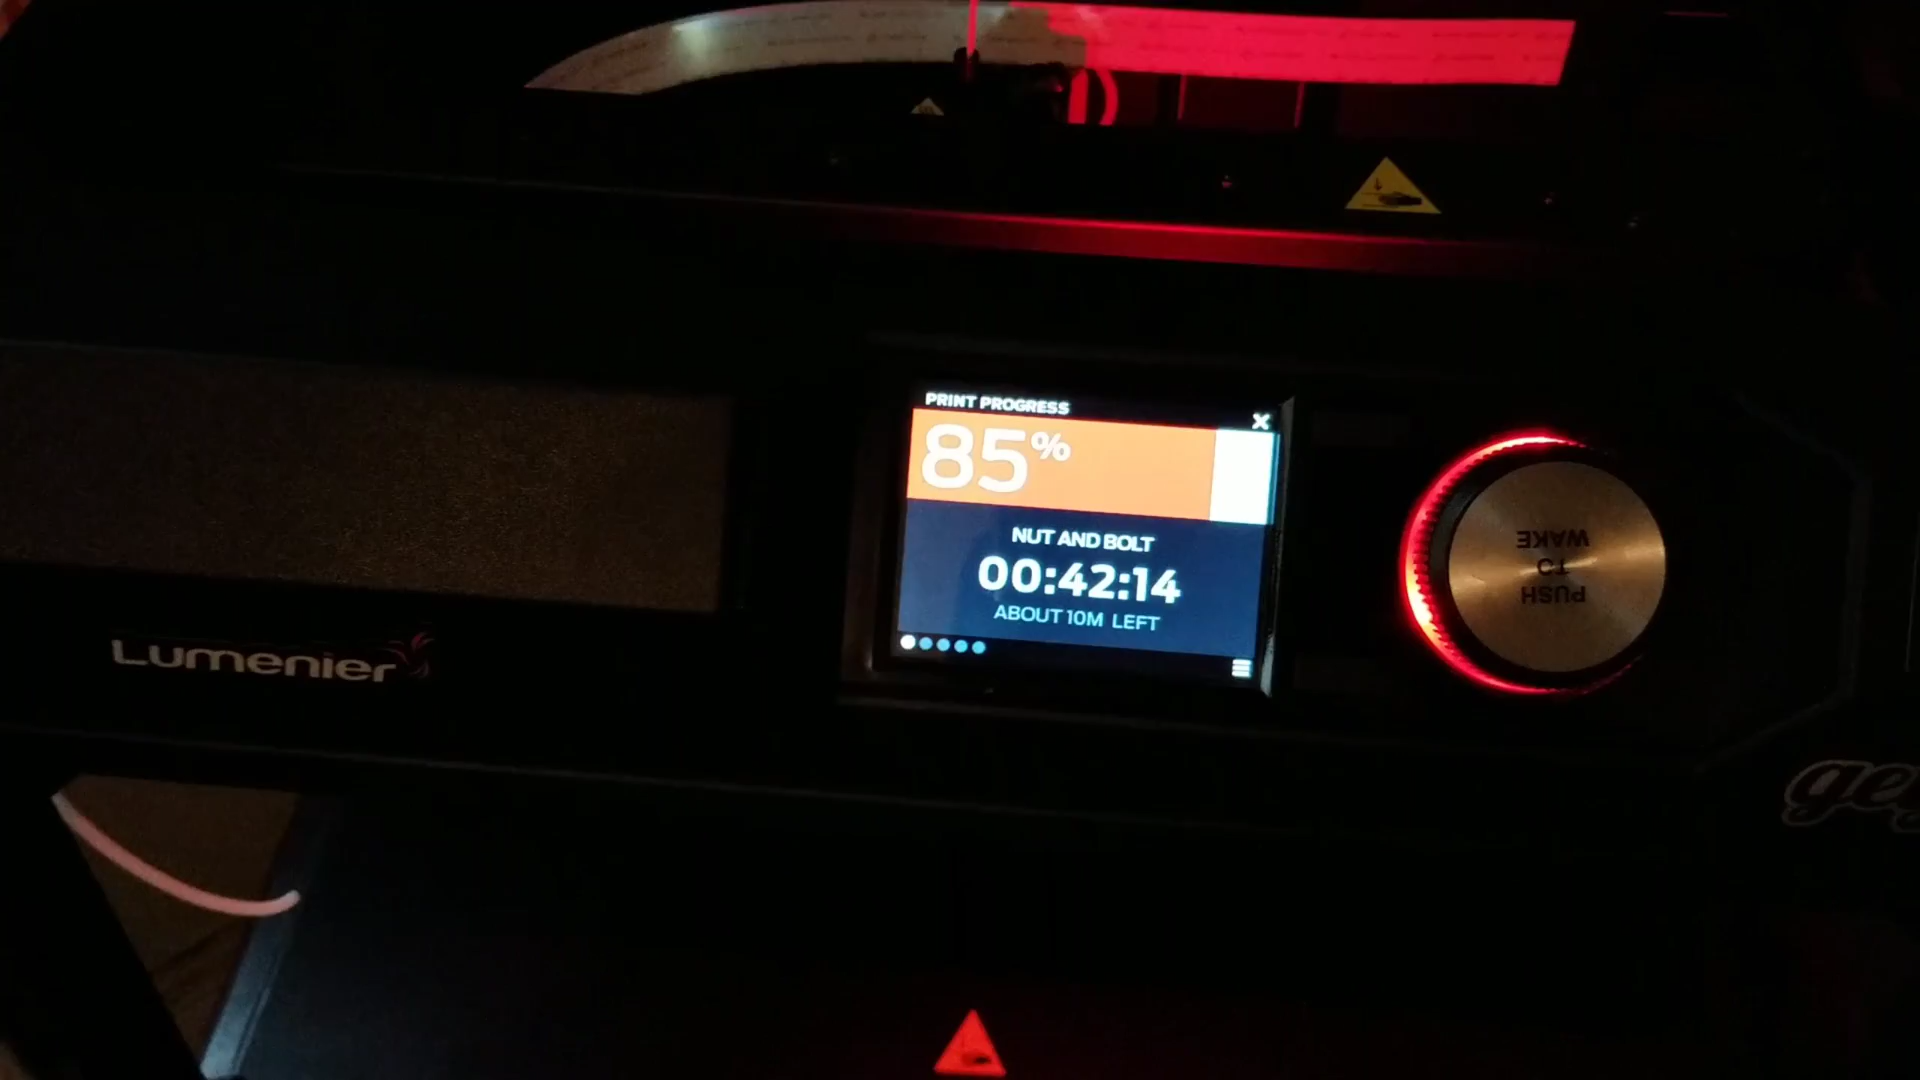 PRINT PROGRESS
85%
NUT AND BOLT
00:42:14
ABOUT 10M LEFT
PUSH
TO
WAKE
Lumenier